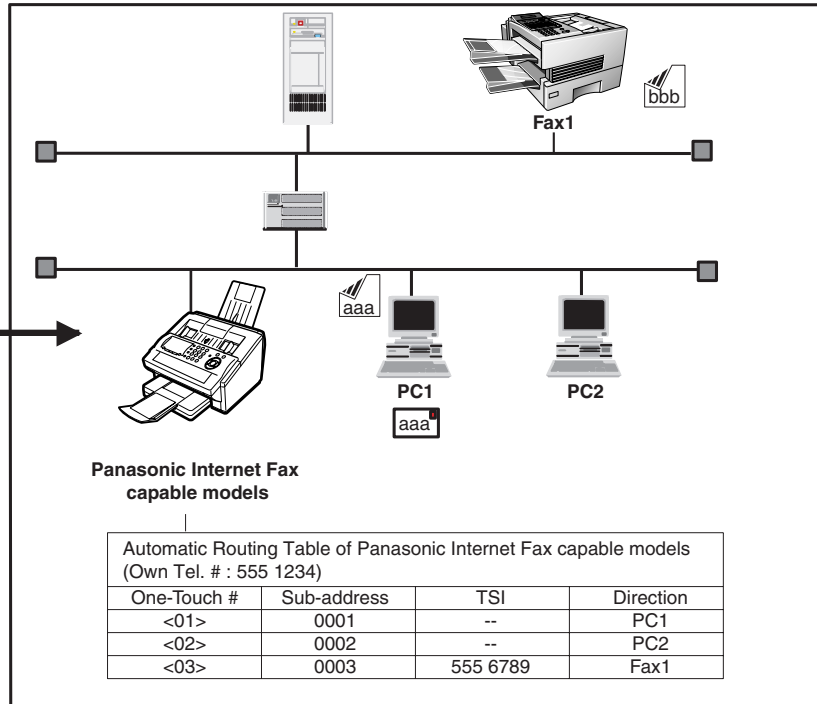 bbb
Fax1
aaa
PC1
PC2
aaa
Panasonic Internet Fax
capable models
Automatic Routing Table of Panasonic Internet Fax capable models
(Own Tel. # : 555 1234)
One-Touch # Sub-address TSI Direction
<01> 0001 -- PC1
<02> 0002 -- PC2
<03> 0003 555 6789 Fax1